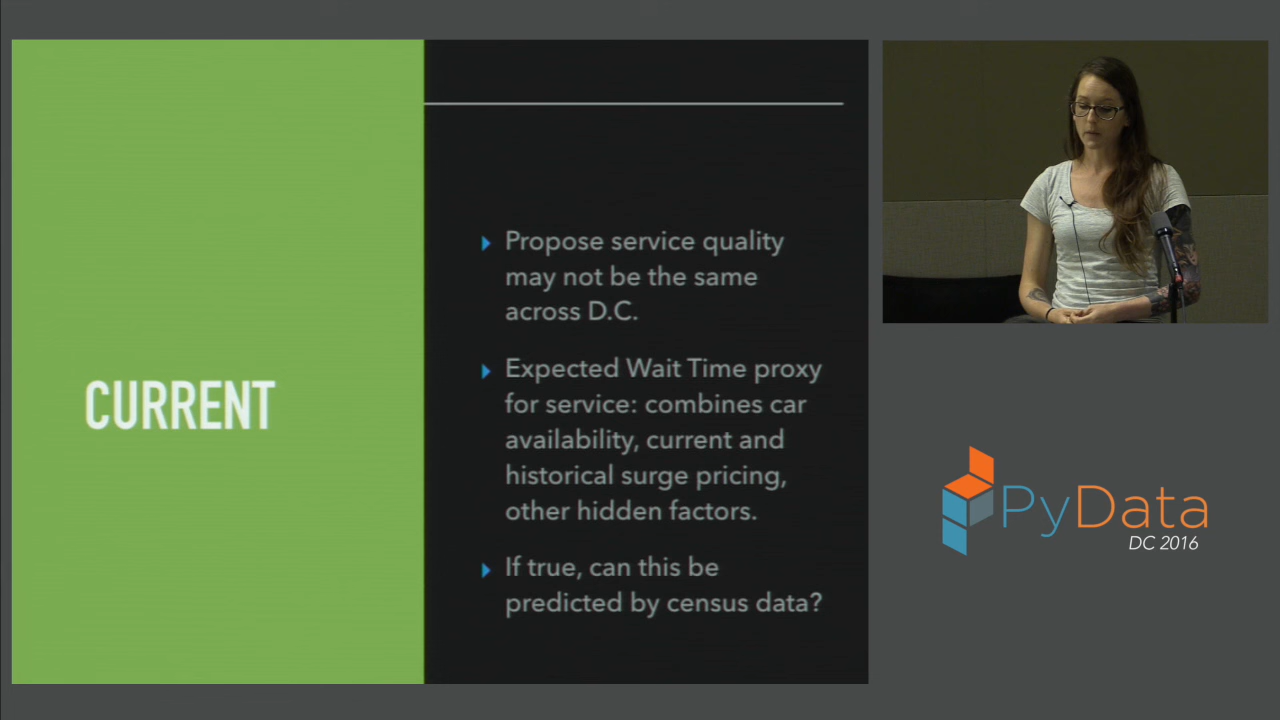 CURRENT
Propose service quality
may not be the same
across D.C.
Expected Wait Time proxy
for service: combines car
availability, current and
historical surge pricing,
other hidden factors.
If true, can this be
predicted by census data?
PyData
DC 2016